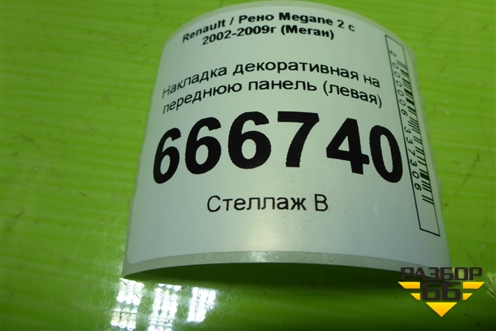 Renault / Рено Megane 2 с
2002-2009г (Меган)
Накладка декоративная на
переднюю панель (левая)
666740
Стеллаж В
РАЗБОР
66